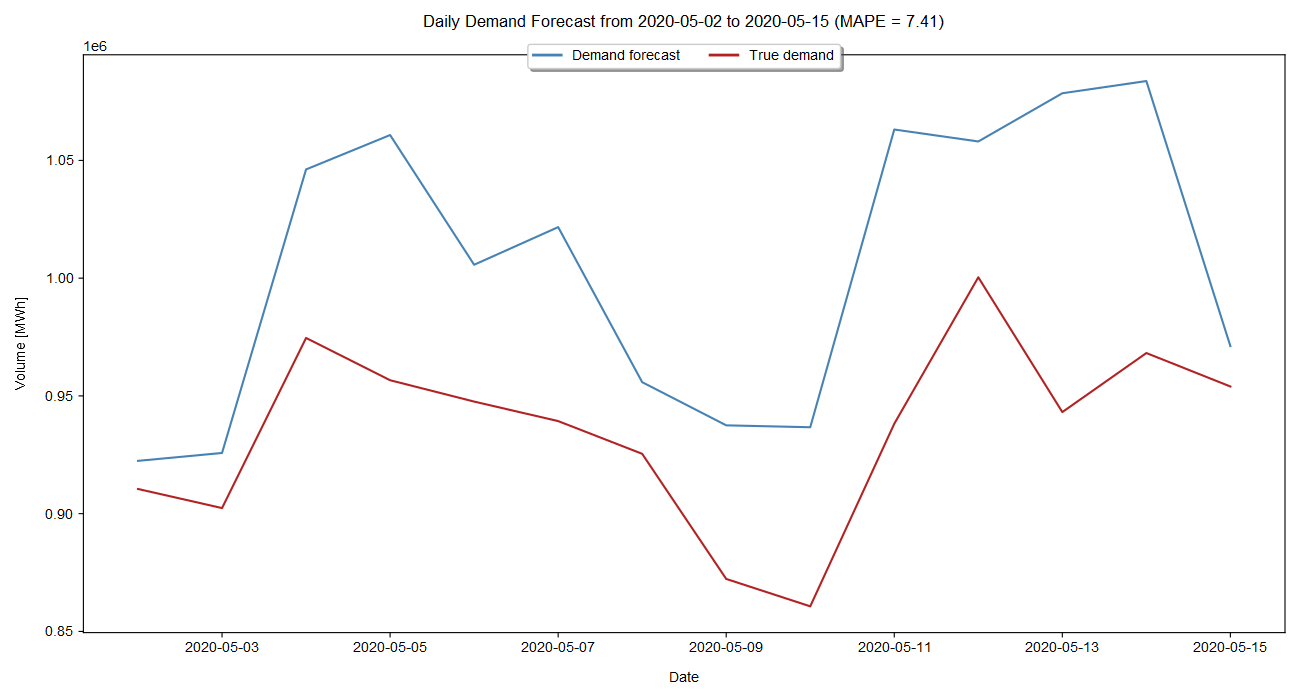 Daily Demand Forecast from 2020-05-02 to 2020-05-15 (MAPE = 7.41)
1e6
Demand forecast True demand
1.05
1.00
0.95
0.90
0.85
Volume [MWh]
2020-05-03 2020-05-05 2020-05-07 2020-05-09 2020-05-11 2020-05-13 2020-05-15
Date